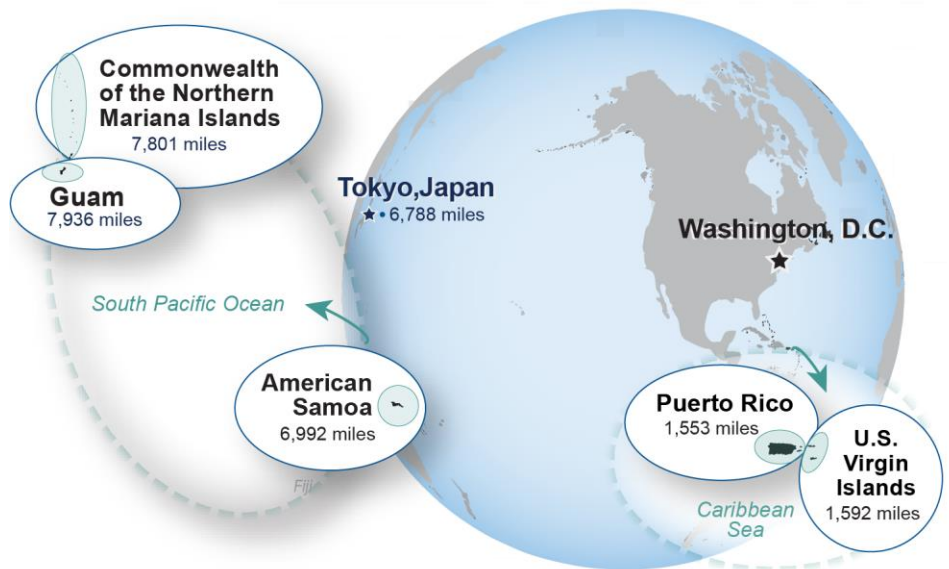 Commonwealth
of the Northern
Mariana Islands
7,801 miles
Guam
7,936 miles
Tokyo,Japan
6,788 miles
Washington, D.C.
South Pacific Ocean
American
Samoa
6,992 miles
Fiji
Puerto Rico
1,553 miles
U.S.
Virgin
Islands
1,592 miles
Caribbean
Sea